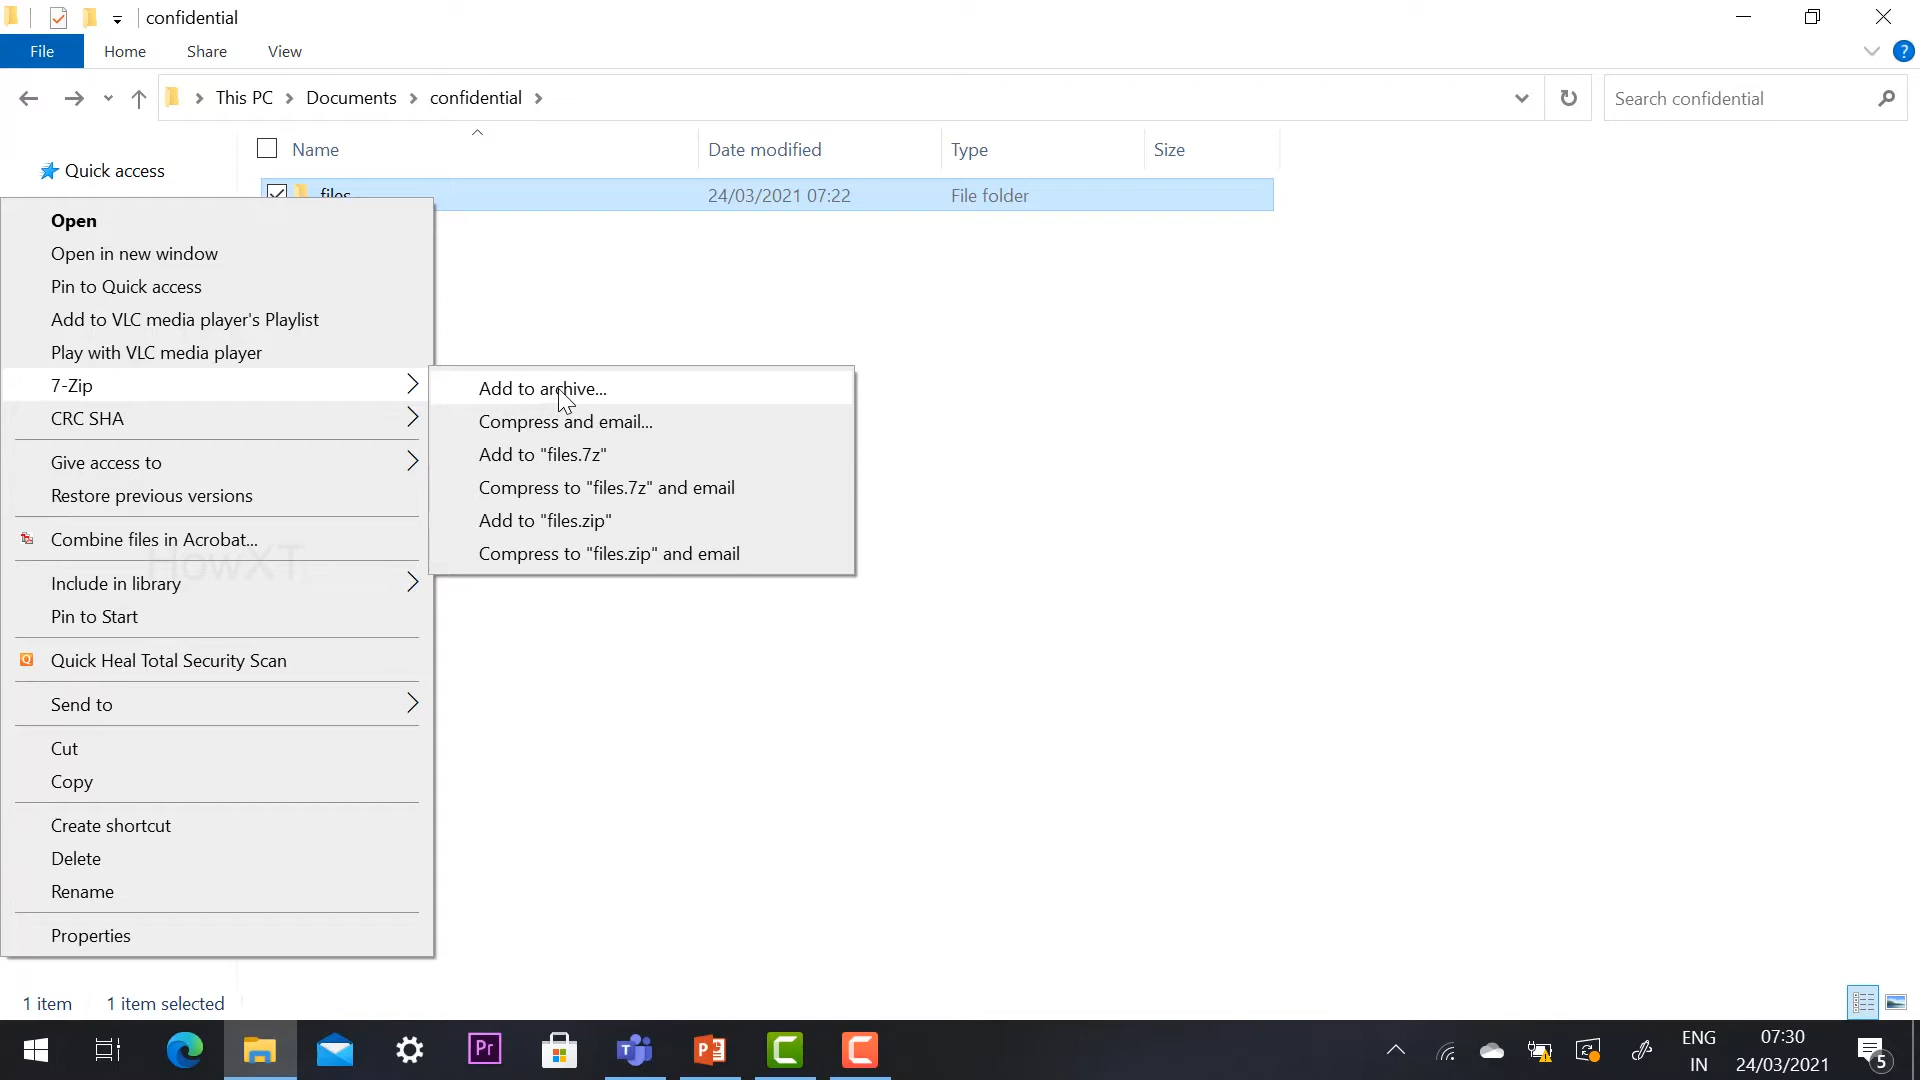 confidential
File Home Share View
This PC Documents confidential
Search confidential
Name Date modified Type Size
Quick access
files 24/03/2021 07:22 File folder
Open
Open in new window
Pin to Quick access
Add to VLC media player's Playlist
Play with VLC media player
7-Zip
CRC SHA
Give access to
Restore previous versions
Combine files in Acrobat...
Include in library
Pin to Start
Quick Heal Total Security Scan
Send to
Cut
Copy
Create shortcut
Delete
Rename
Properties
Add to archive...
Compress and email...
Add to "files.7z"
Compress to "files.7z" and email
Add to "files.zip"
Compress to "files.zip" and email
HowXT
1 item 1 item selected
Pr
ENG
IN
07:30
24/03/2021
5